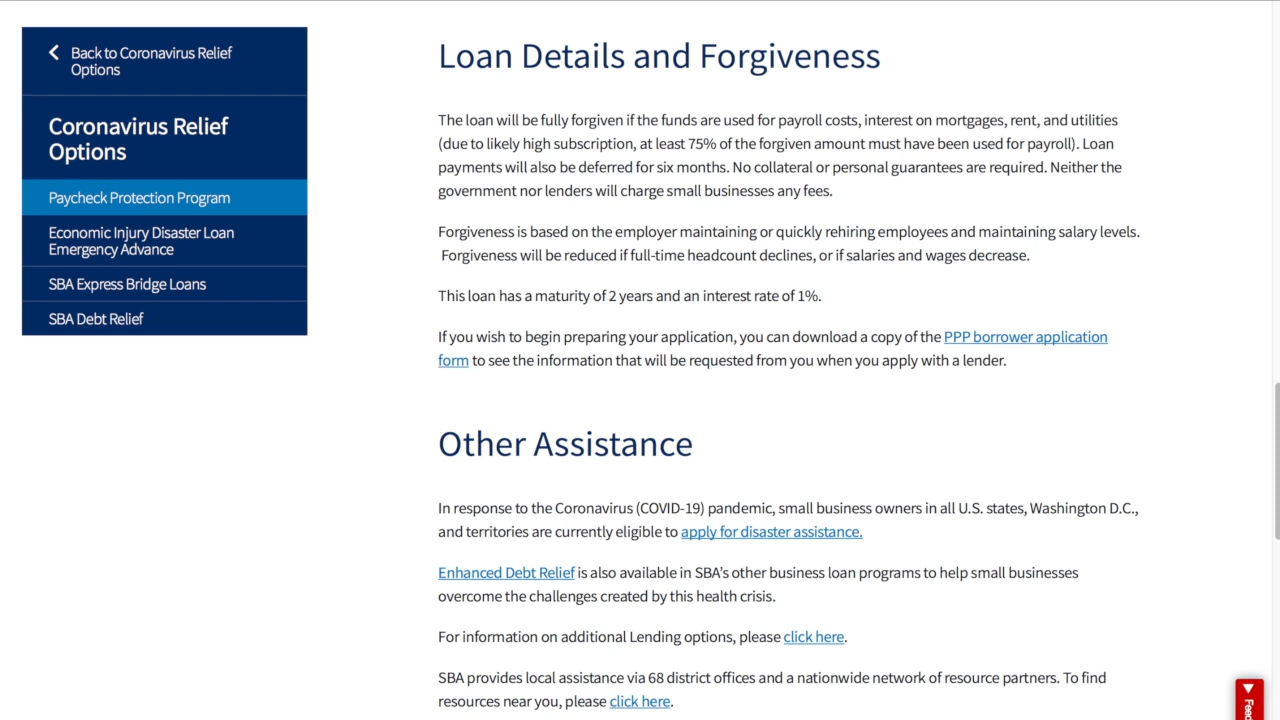 Back to Coronavirus Relief
Options
Coronavirus Relief
Options
Paycheck Protection Program
Economic Injury Disaster Loan
Emergency Advance
SBA Express Bridge Loans
SBA Debt Relief
Loan Details and Forgiveness
The loan will be fully forgiven if the funds are used for payroll costs, interest on mortgages, rent, and utilities
(due to likely high subscription, at least 75% of the forgiven amount must have been used for payroll). Loan
payments will also be deferred for six months. No collateral or personal guarantees are required. Neither the
government nor lenders will charge small businesses any fees.
Forgiveness is based on the employer maintaining or quickly rehiring employees and maintaining salary levels.
Forgiveness will be reduced if full-time headcount declines, or if salaries and wages decrease.
This loan has a maturity of 2 years and an interest rate of 1%.
If you wish to begin preparing your application, you can download a copy of the PPP borrower application
form to see the information that will be requested from you when you apply with a lender.
Other Assistance
In response to the Coronavirus (COVID-19) pandemic, small business owners in all U.S. states, Washington D.C.,
and territories are currently eligible to apply for disaster assistance.
Enhanced Debt Relief is also available in SBA's other business loan programs to help small businesses
overcome the challenges created by this health crisis.
For information on additional Lending options, please click here.
SBA provides local assistance via 68 district offices and a nationwide network of resource partners. To find
resources near you, please click here.